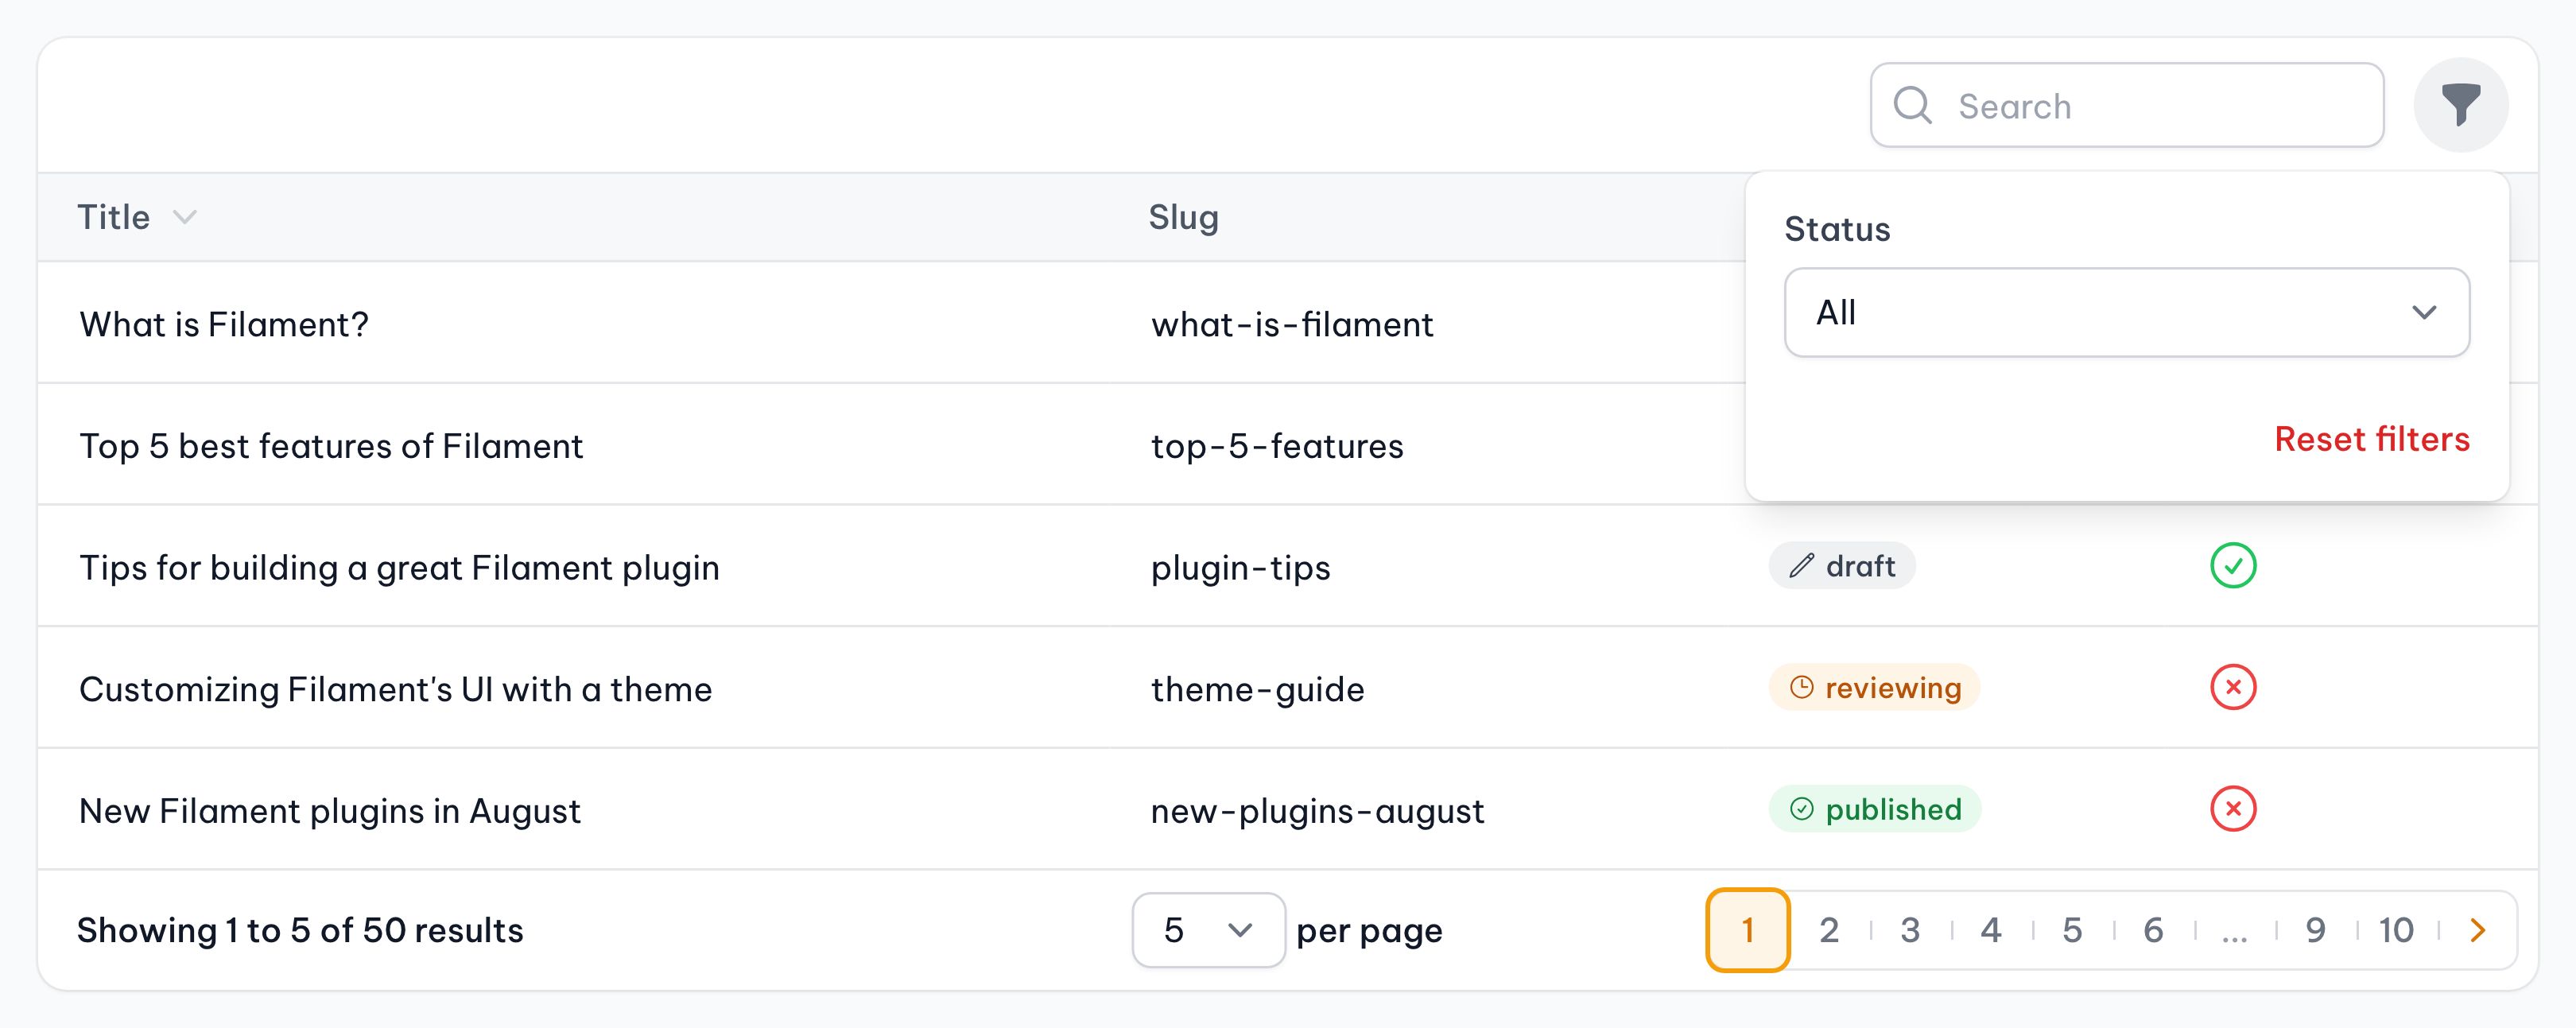 Search
Title Slug
Status
All
Reset filters
What is Filament? what-is-filament
Top 5 best features of Filament top-5-features
Tips for building a great Filament plugin plugin-tips draft
Customizing Filament's UI with a theme theme-guide reviewing
New Filament plugins in August new-plugins-august published
Showing 1 to 5 of 50 results 5 per page 1 2 3 4 5 6 ... 9 10